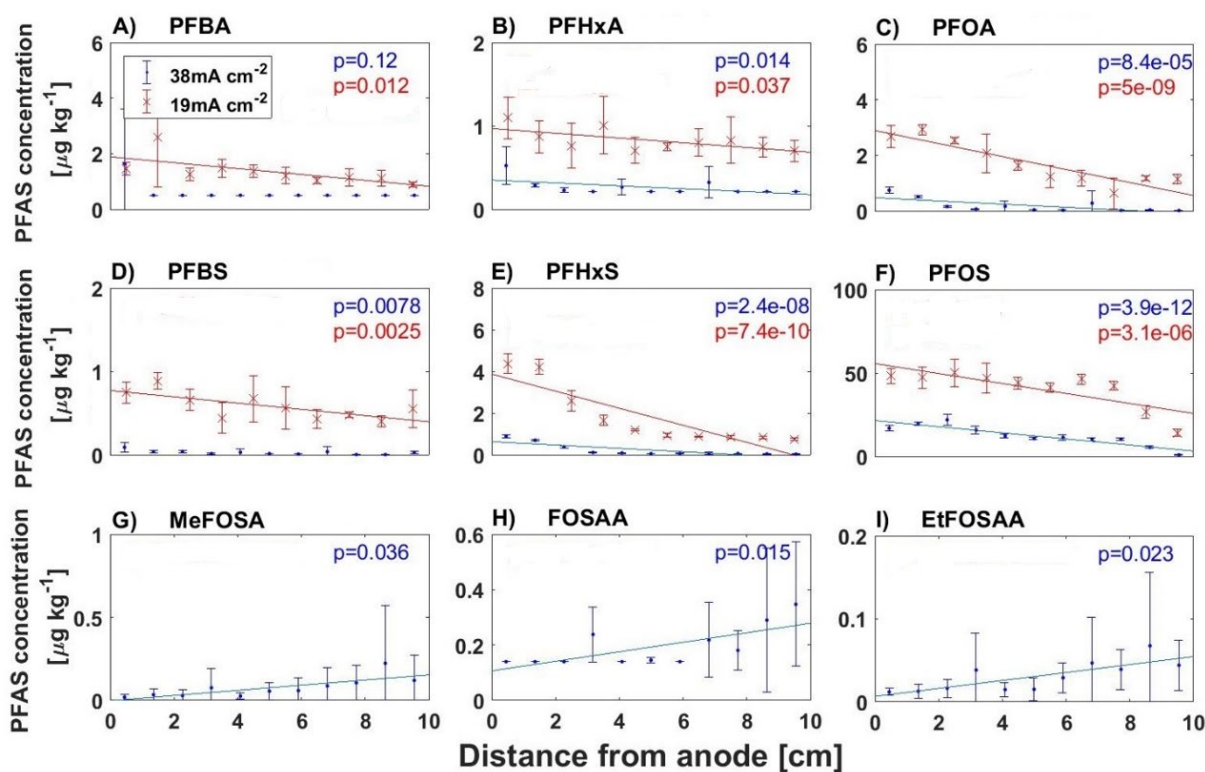 A) PFBA
B) PFHxA
C) PFOA
6
4
2
0
38mA cm-2
19mA cm-2
p=0.12
p=0.012
2
1
0
p=0.014
p=0.037
6
4
2
0
p=8.4e-05
p=5e-09
PFAS concentration
[µg kg-1]
D) PFBS
E) PFHxS
F) PFOS
2
1
0
p=0.0078
p=0.0025
8
6
4
2
0
p=2.4e-08
p=7.4e-10
100
50
0
p=3.9e-12
p=3.1e-06
PFAS concentration
[µg kg-1]
G) MeFOSA
H) FOSAA
I) EtFOSAA
1
0.5
0
p=0.036
0.6
0.4
0.2
0
p=0.015
0.2
0.1
0
p=0.023
PFAS concentration
[µg kg-1]
0 2 4 6 8 10
0 2 4 6 8 10
0 2 4 6 8 10
Distance from anode [cm]